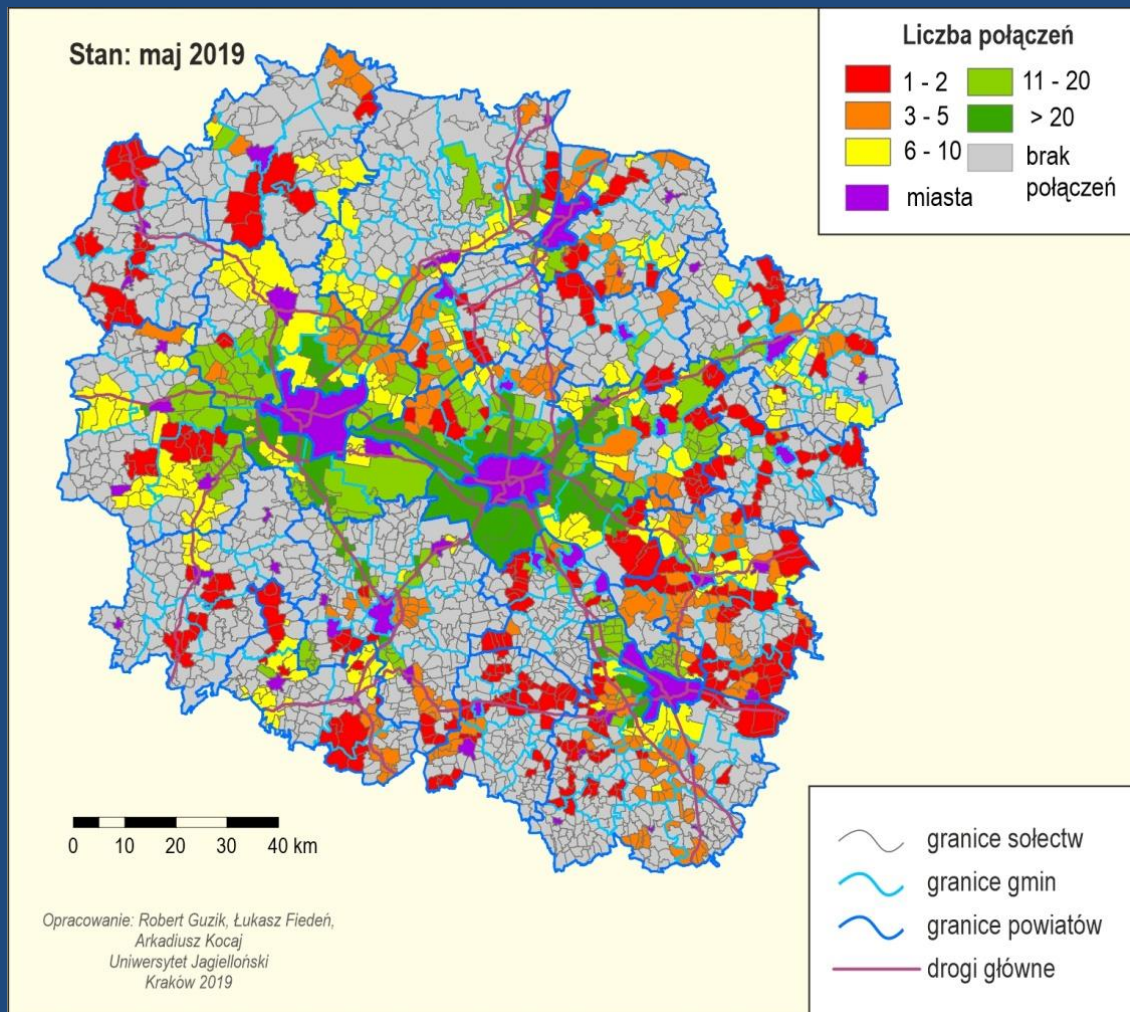 Stan: maj 2019
Liczba połączeń
1 - 2
11 - 20
3 - 5
> 20
6 - 10
brak
połączeń
miasta
0 10 20 30 40 km
granice sołectw
granice gmin
granice powiatów
drogi główne
Opracowanie: Robert Guzik, Łukasz Fiedeń,
Arkadiusz Kocaj
Uniwersytet Jagielloński
Kraków 2019